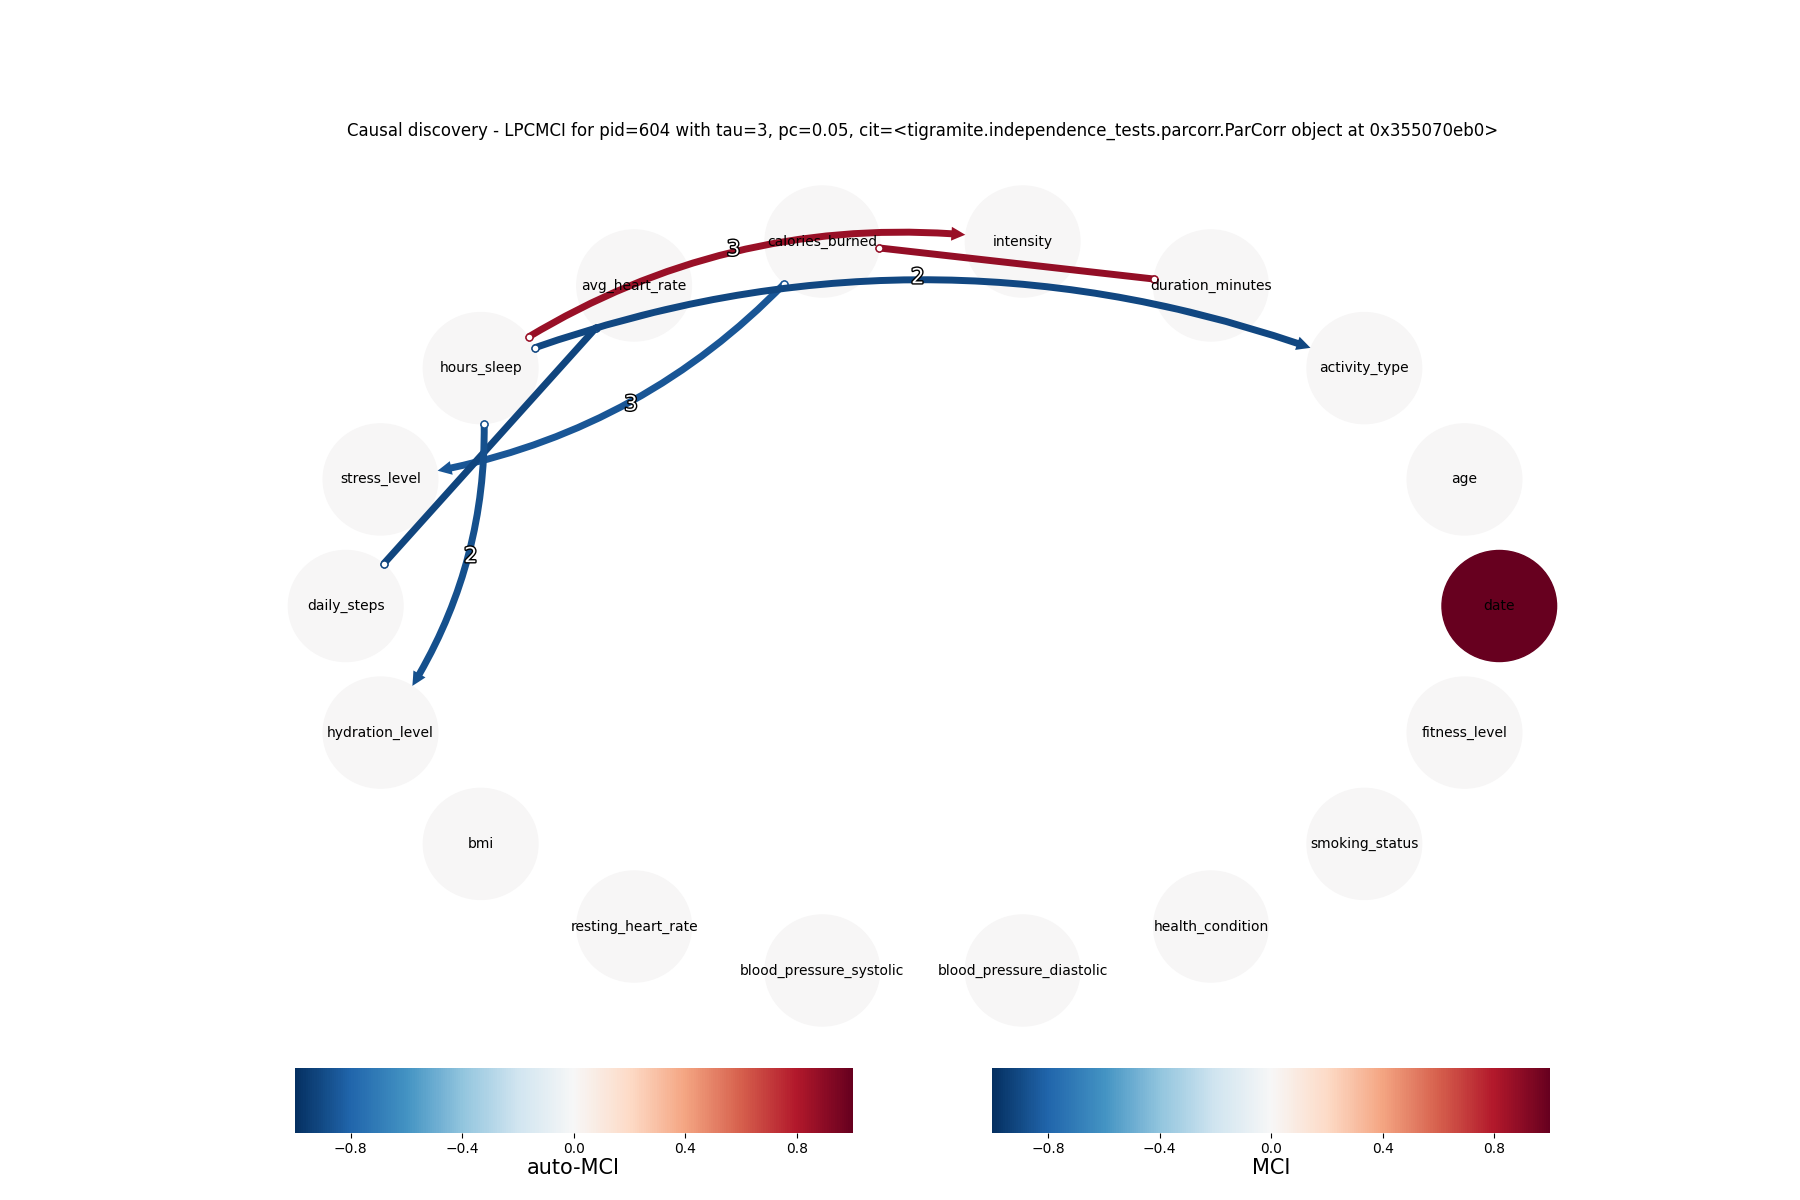 Causal discovery - LPCMCI for pid=604 with tau=3, pc=0.05, cit=<tigramite.independence_tests.parcorr.ParCorr object at 0x355070eb0>
calories_burned
intensity
3
avg_heart_rate
2
duration_minutes
hours_sleep
activity_type
3
stress_level
age
2
daily_steps
date
hydration_level
fitness_level
bmi
smoking_status
resting_heart_rate
health_condition
blood_pressure_systolic
blood_pressure_diastolic
−0.8 −0.4 0.0 0.4 0.8
auto-MCI
−0.8 −0.4 0.0 0.4 0.8
MCI